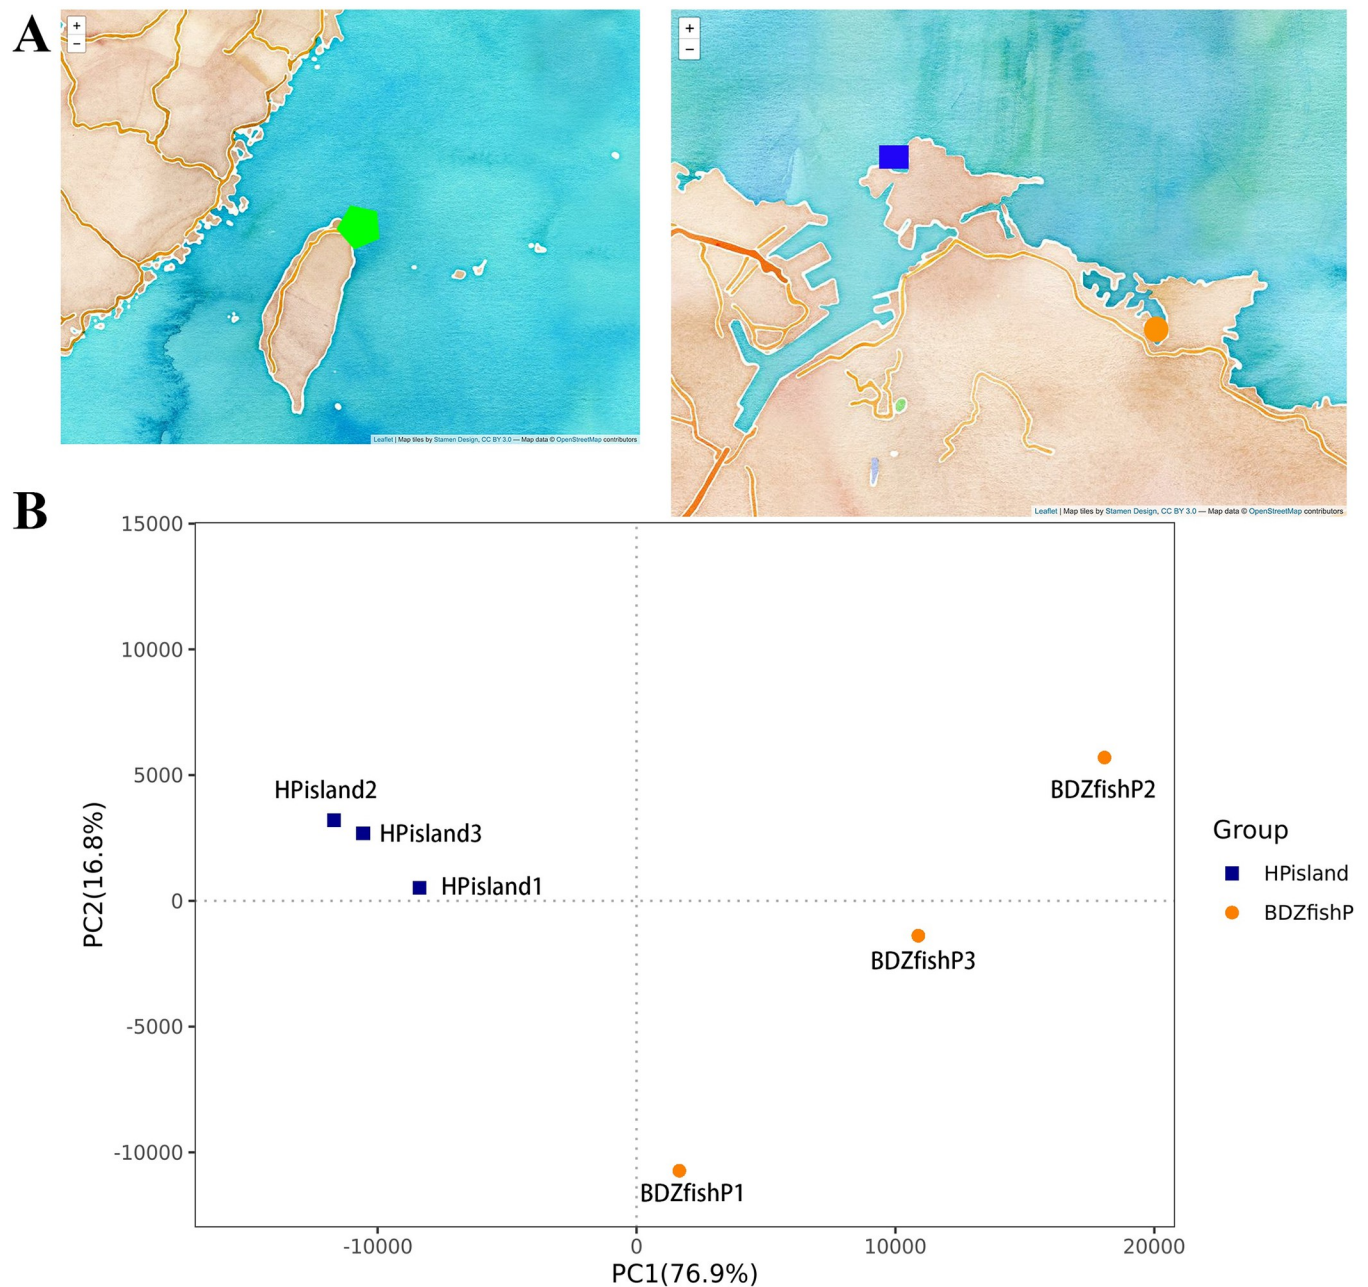 A
+
−
Leaflet | Map tiles by Stamen Design, CC BY 3.0 — Map data © OpenStreetMap contributors
+
−
Leaflet | Map tiles by Stamen Design, CC BY 3.0 — Map data © OpenStreetMap contributors
B
15000
10000
5000
0
-5000
-10000
PC2(16.8%)
HPisland2
HPisland3
HPisland1
BDZfishP2
BDZfishP3
BDZfishP1
-10000
0
10000
20000
PC1(76.9%)
Group
HPisland
BDZfishP